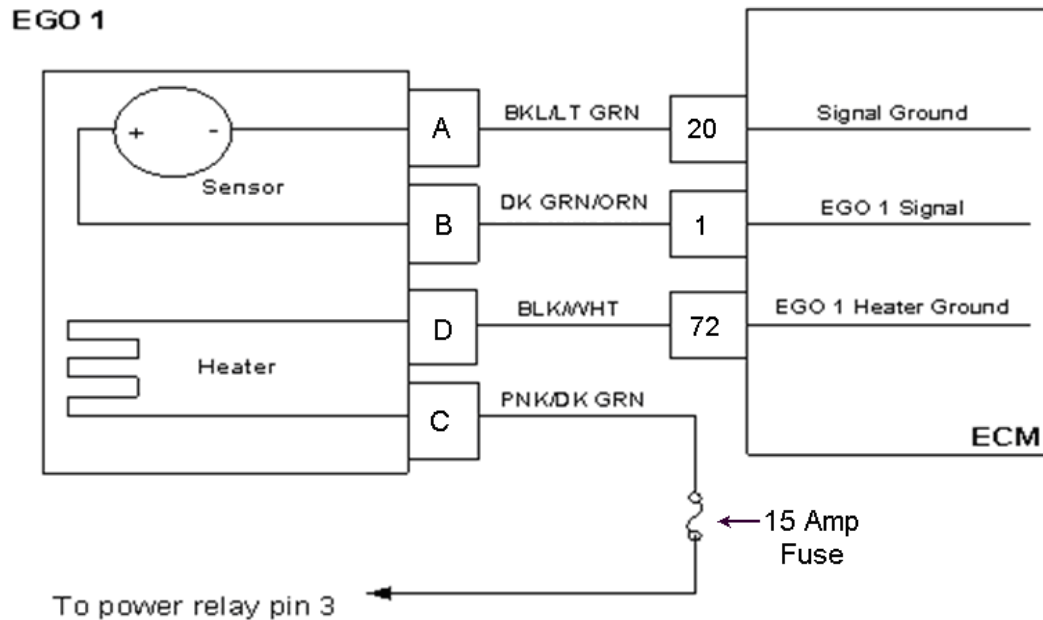 EGO 1
A
BKL/LT GRN
20
Signal Ground
+ -
Sensor
B
DK GRN/ORN
1
EGO 1 Signal
D
BLK/WHT
72
EGO 1 Heater Ground
Heater
C
PNK/DK GRN
ECM
15 Amp
Fuse
To power relay pin 3